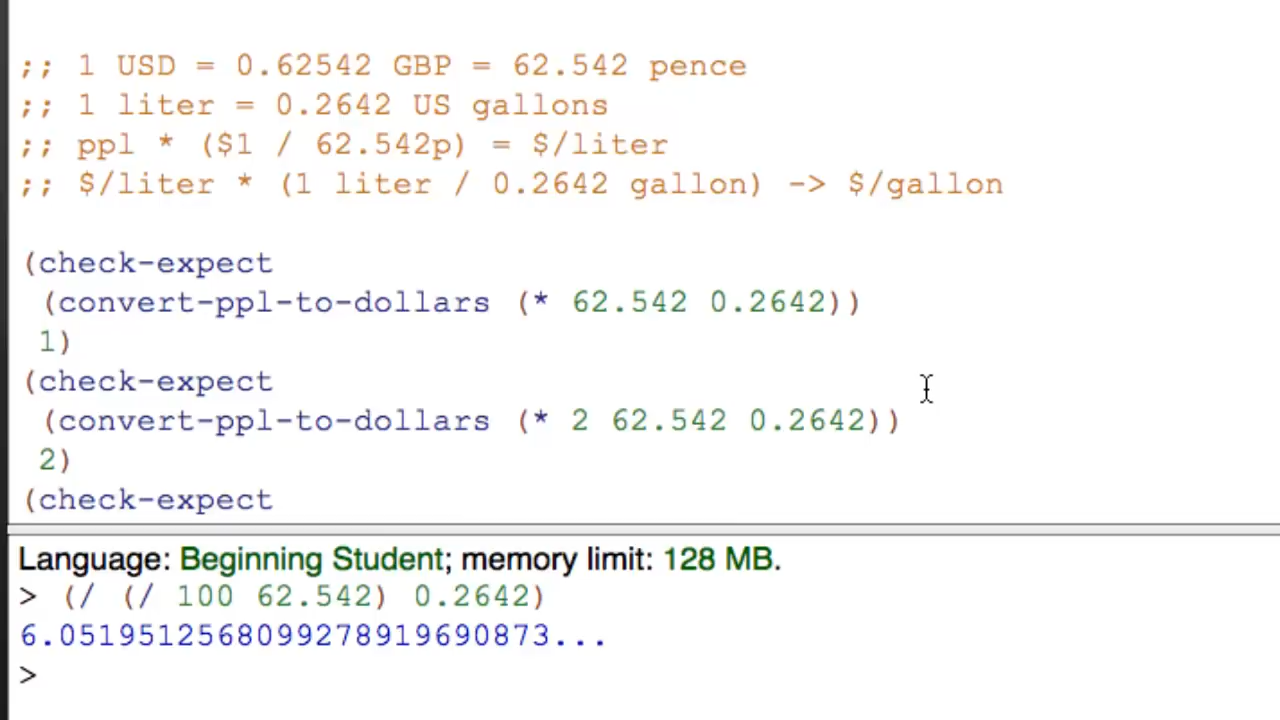 ;; 1 USD = 0.62542 GBP = 62.542 pence
;; 1 liter = 0.2642 US gallons
;; ppl * ($1 / 62.542p) = $/liter
;; $/liter * (1 liter / 0.2642 gallon) -> $/gallon
(check-expect
(convert-ppl-to-dollars (* 62.542 0.2642))
1)
(check-expect
(convert-ppl-to-dollars (* 2 62.542 0.2642))
2)
(check-expect
Language: Beginning Student; memory limit: 128 MB.
> (/ (/ 100 62.542) 0.2642)
6.051951256809927891969087​3...
>